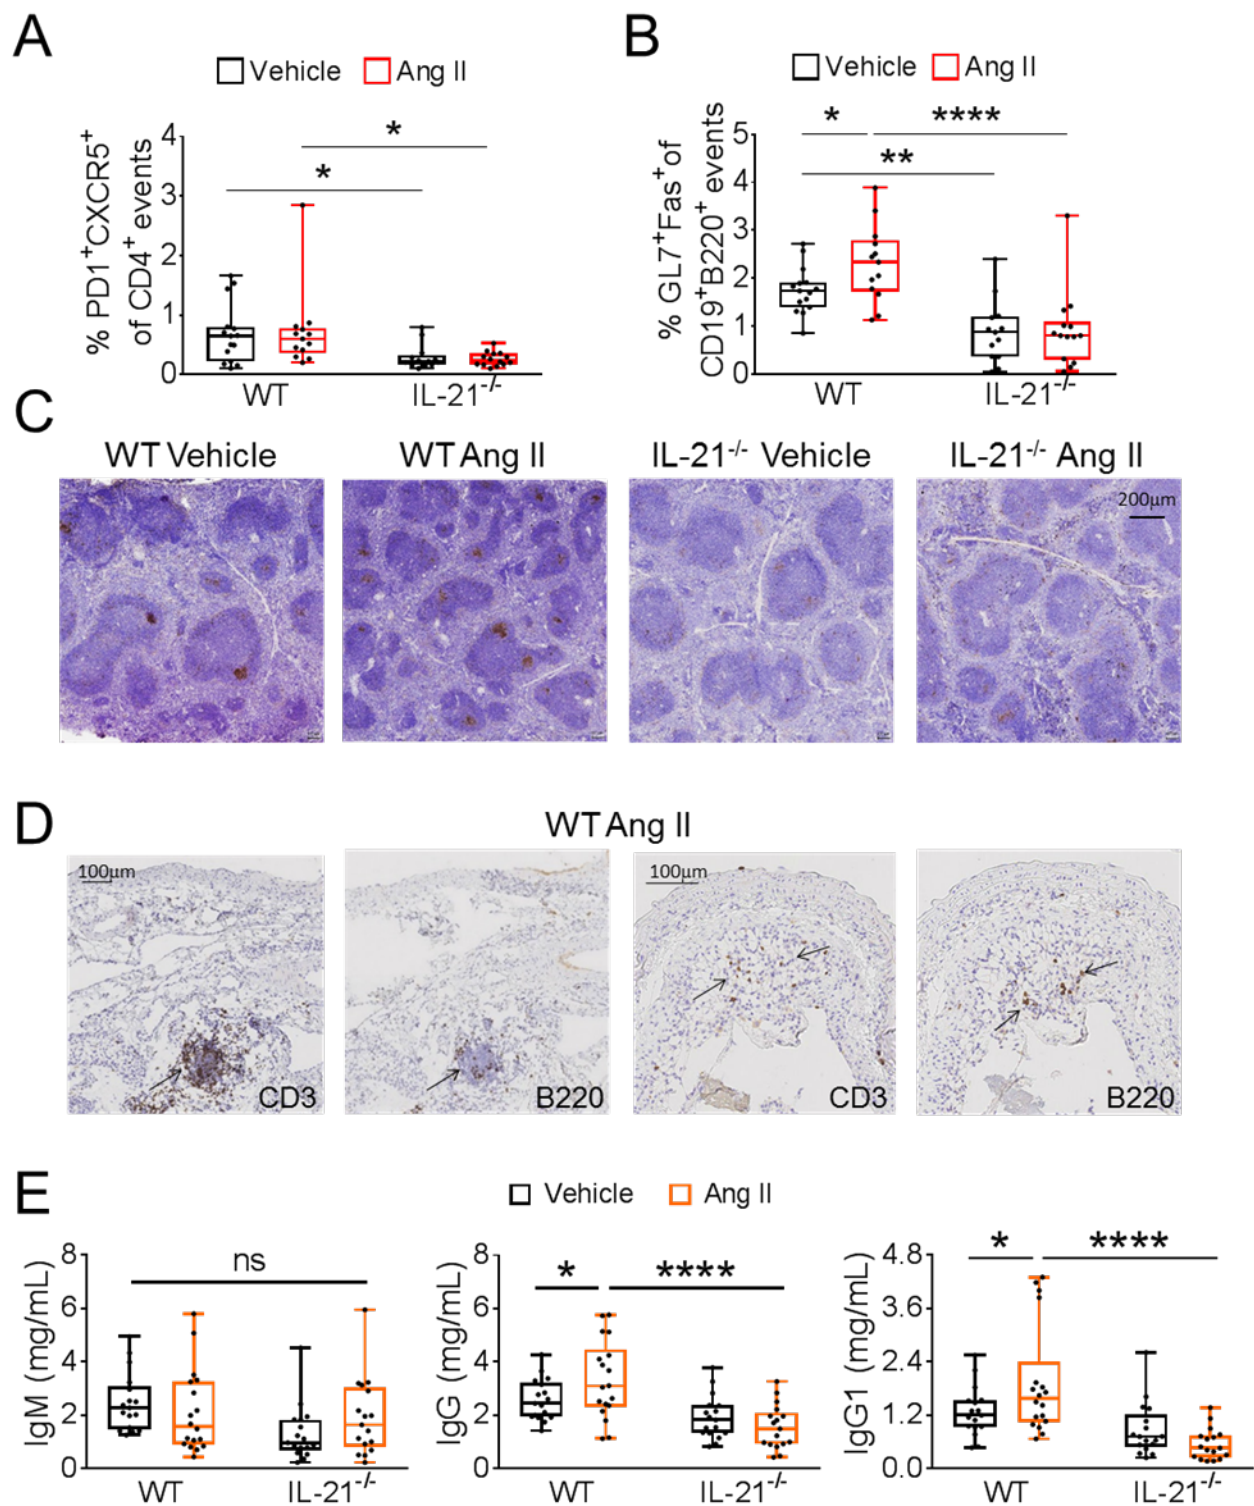 A
B
Vehicle Ang II
Vehicle Ang II
% PD1+CXCR5+
of CD4+ events
4
3
2
1
0
*
*
WT IL-21-/-
% GL7+Fas+of
CD19+B220+ events
5
4
3
2
1
0
* ****
**
WT IL-21-/-
C
WT Vehicle WT Ang II IL-21-/- Vehicle IL-21-/- Ang II
200μm
D
WT Ang II
100μm 100μm
CD3 B220 CD3 B220
E
Vehicle Ang II
IgM (mg/mL)
8
6
4
2
0
ns
WT IL-21-/-
IgG (mg/mL)
8
6
4
2
0
* ****
WT IL-21-/-
IgG1 (mg/mL)
4.8
3.6
2.4
1.2
0.0
* ****
WT IL-21-/-